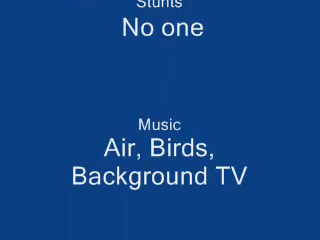 Stunts
No one
Music
Air, Birds,
Background TV